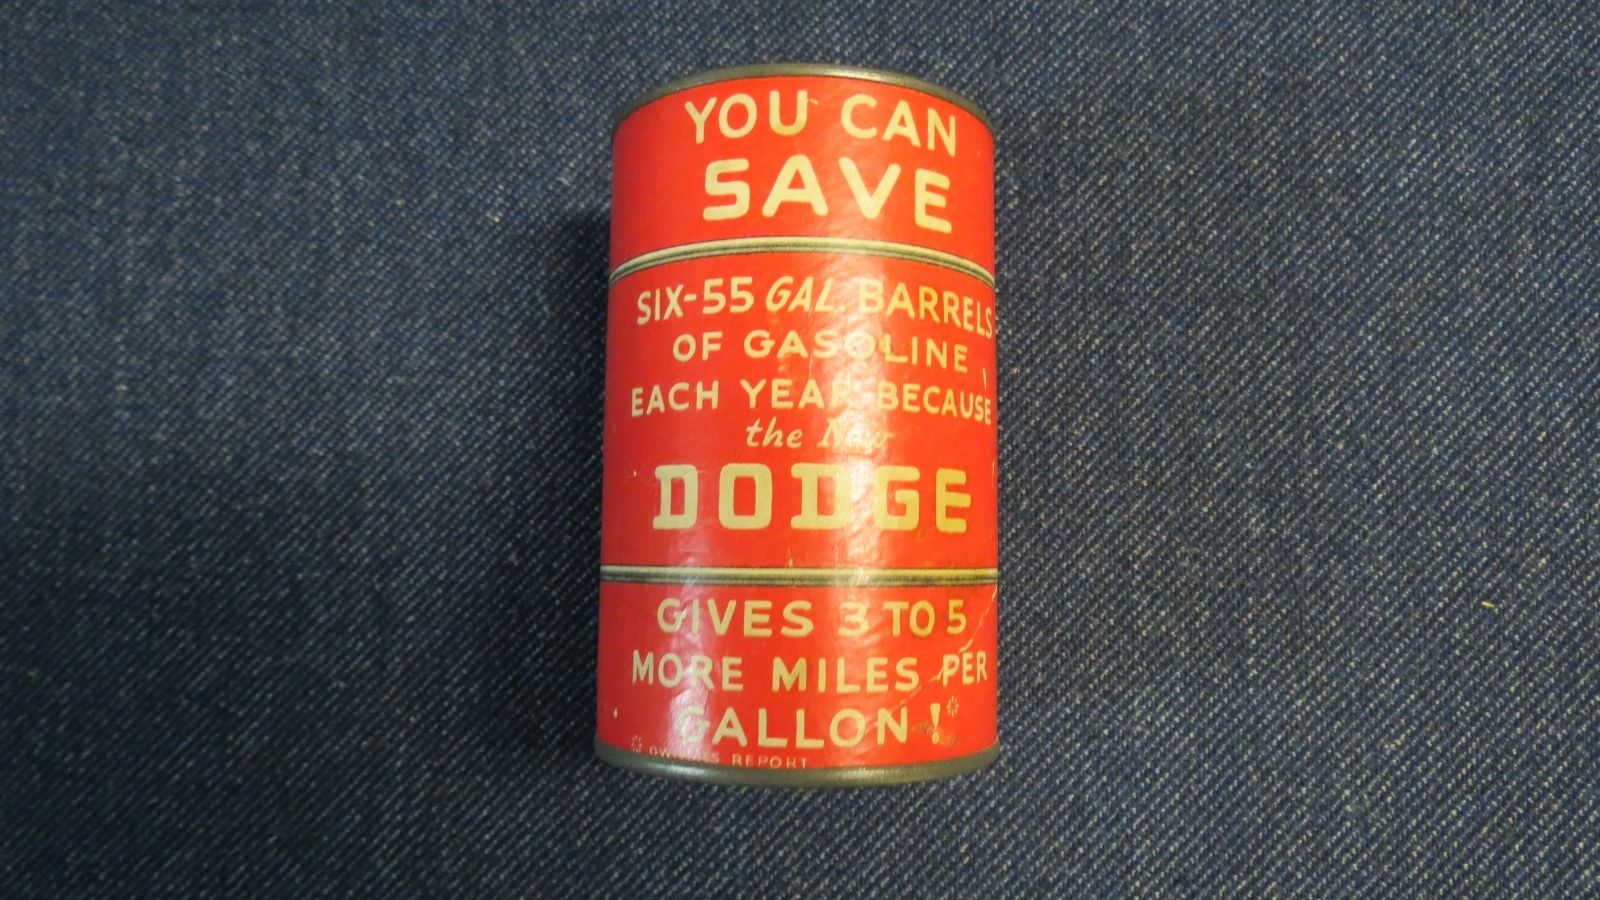 YOU CAN
SAVE
SIX-55 GAL. BARRELS
OF GASOLINE,
EACH YEAR BECAUSE
the New
DODGE
GIVES 3 TO 5
MORE MILES PER
GALLON!*
* OWNERS REPORT